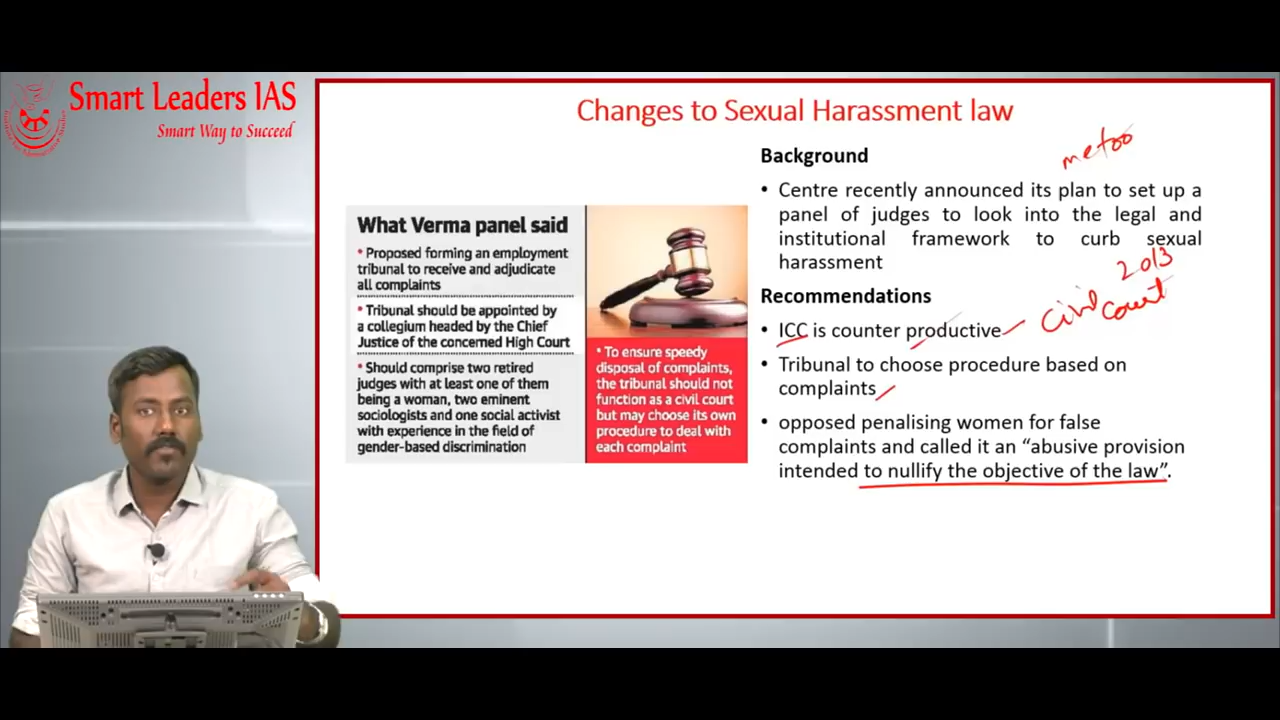 Smart Leaders IAS
Smart Way to Succeed
Changes to Sexual Harassment law
What Verma panel said
• Proposed forming an employment
tribunal to receive and adjudicate
all complaints
• Tribunal should be appointed by
a collegium headed by the Chief
Justice of the concerned High Court
• Should comprise two retired
judges with at least one of them
being a woman, two eminent
sociologists and one social activist
with experience in the field of
gender-based discrimination
• To ensure speedy
disposal of complaints,
the tribunal should not
function as a civil court
but may choose its own
procedure to deal with
each complaint
Background
metoo
• Centre recently announced its plan to set up a
panel of judges to look into the legal and
institutional framework to curb sexual
harassment
2013
Recommendations
• ICC is counter productive
civil
court
• Tribunal to choose procedure based on
complaints
• opposed penalising women for false
complaints and called it an “abusive provision
intended to nullify the objective of the law”.